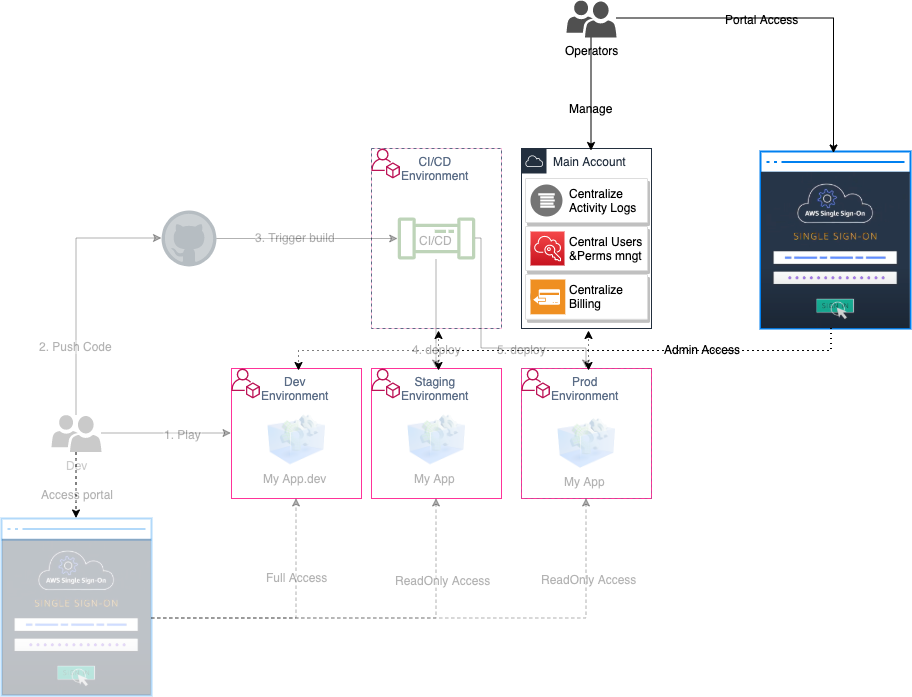 Portal Access
Operators
Manage
CI/CD
Environment
Main Account
Centralize
Activity Logs
Central Users
&Perms mngt
Centralize
Billing
AWS Single Sign-On
SINGLE SIGN-ON
3. Trigger build
CI/CD
2. Push Code
4. deploy
5. deploy
Admin Access
Dev
Environment
My App.dev
Staging
Environment
My App
Prod
Environment
My App
1. Play
Dev
Access portal
AWS Single Sign-On
SINGLE SIGN-ON
Full Access
ReadOnly Access
ReadOnly Access